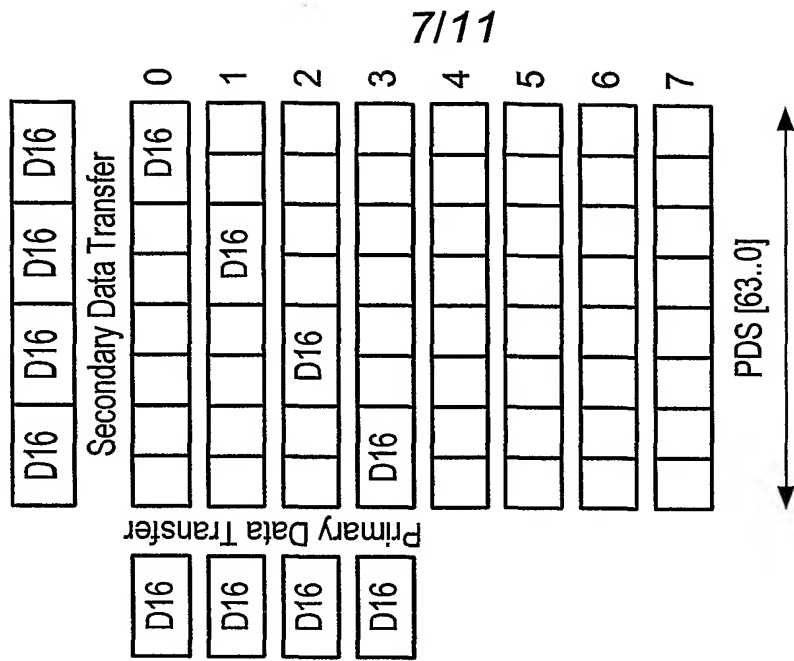 7/11
D16 D16 D16 D16
Secondary Data Transfer
D16 0
D16 1
D16 2
D16 3
4
5
6
7
Primary Data Transfer
D16
D16
D16
D16
PDS [63..0]